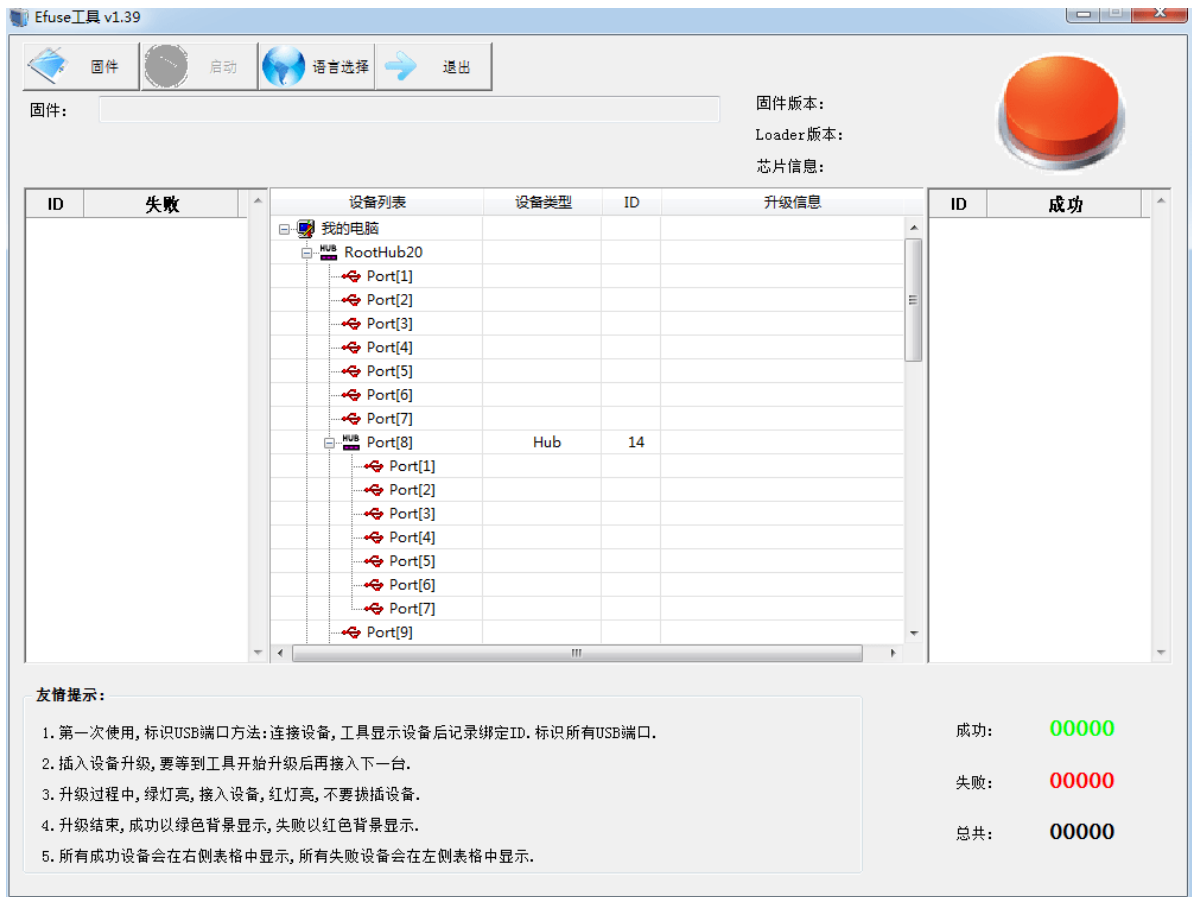 Efuse工具 v1.39
固件 启动 语言选择 退出
固件:
固件版本:
Loader版本:
芯片信息:
ID 失败
设备列表 设备类型 ID 升级信息
ID 成功
我的电脑
HUB RootHub20
Port[1]
Port[2]
Port[3]
Port[4]
Port[5]
Port[6]
Port[7]
HUB Port[8] Hub 14
Port[1]
Port[2]
Port[3]
Port[4]
Port[5]
Port[6]
Port[7]
Port[9]
友情提示:
1.第一次使用,标识USB端口方法:连接设备,工具显示设备后记录绑定ID.标识所有USB端口.
2.插入设备升级,要等到工具开始升级后再接入下一台.
3.升级过程中,绿灯亮,接入设备,红灯亮,不要拔插设备.
4.升级结束,成功以绿色背景显示,失败以红色背景显示.
5.所有成功设备会在右侧表格中显示,所有失败设备会在左侧表格中显示.
成功: 00000
失败: 00000
总共: 00000